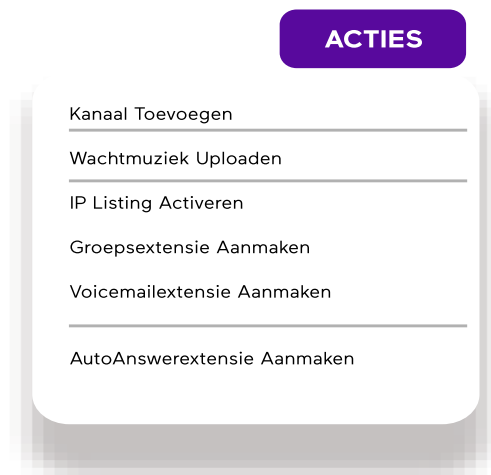 ACTIES
Kanaal Toevoegen
Wachtmuziek Uploaden
IP Listing Activeren
Groepsextensie Aanmaken
Voicemailextensie Aanmaken
AutoAnswerextensie Aanmaken